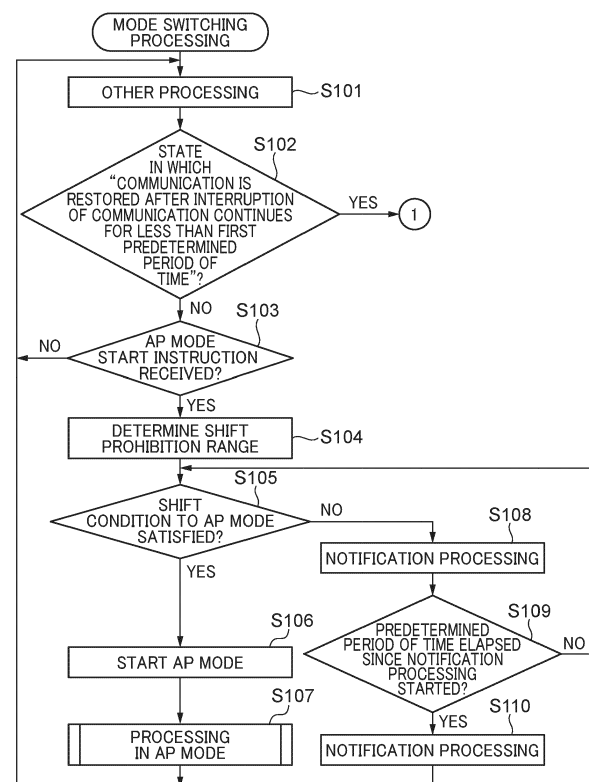 MODE SWITCHING
PROCESSING
OTHER PROCESSING
S101
S102
STATE
IN WHICH
“COMMUNICATION IS
RESTORED AFTER INTERRUPTION
OF COMMUNICATION CONTINUES
FOR LESS THAN FIRST
PREDETERMINED
PERIOD OF
TIME”?
YES
1
NO
S103
AP MODE
START INSTRUCTION
RECEIVED?
NO
YES
DETERMINE SHIFT
PROHIBITION RANGE
S104
S105
SHIFT
CONDITION TO AP MODE
SATISFIED?
NO
YES
S108
NOTIFICATION PROCESSING
S109
PREDETERMINED
PERIOD OF TIME ELAPSED
SINCE NOTIFICATION
PROCESSING
STARTED?
NO
YES
S106
START AP MODE
S107
PROCESSING
IN AP MODE
S110
NOTIFICATION PROCESSING